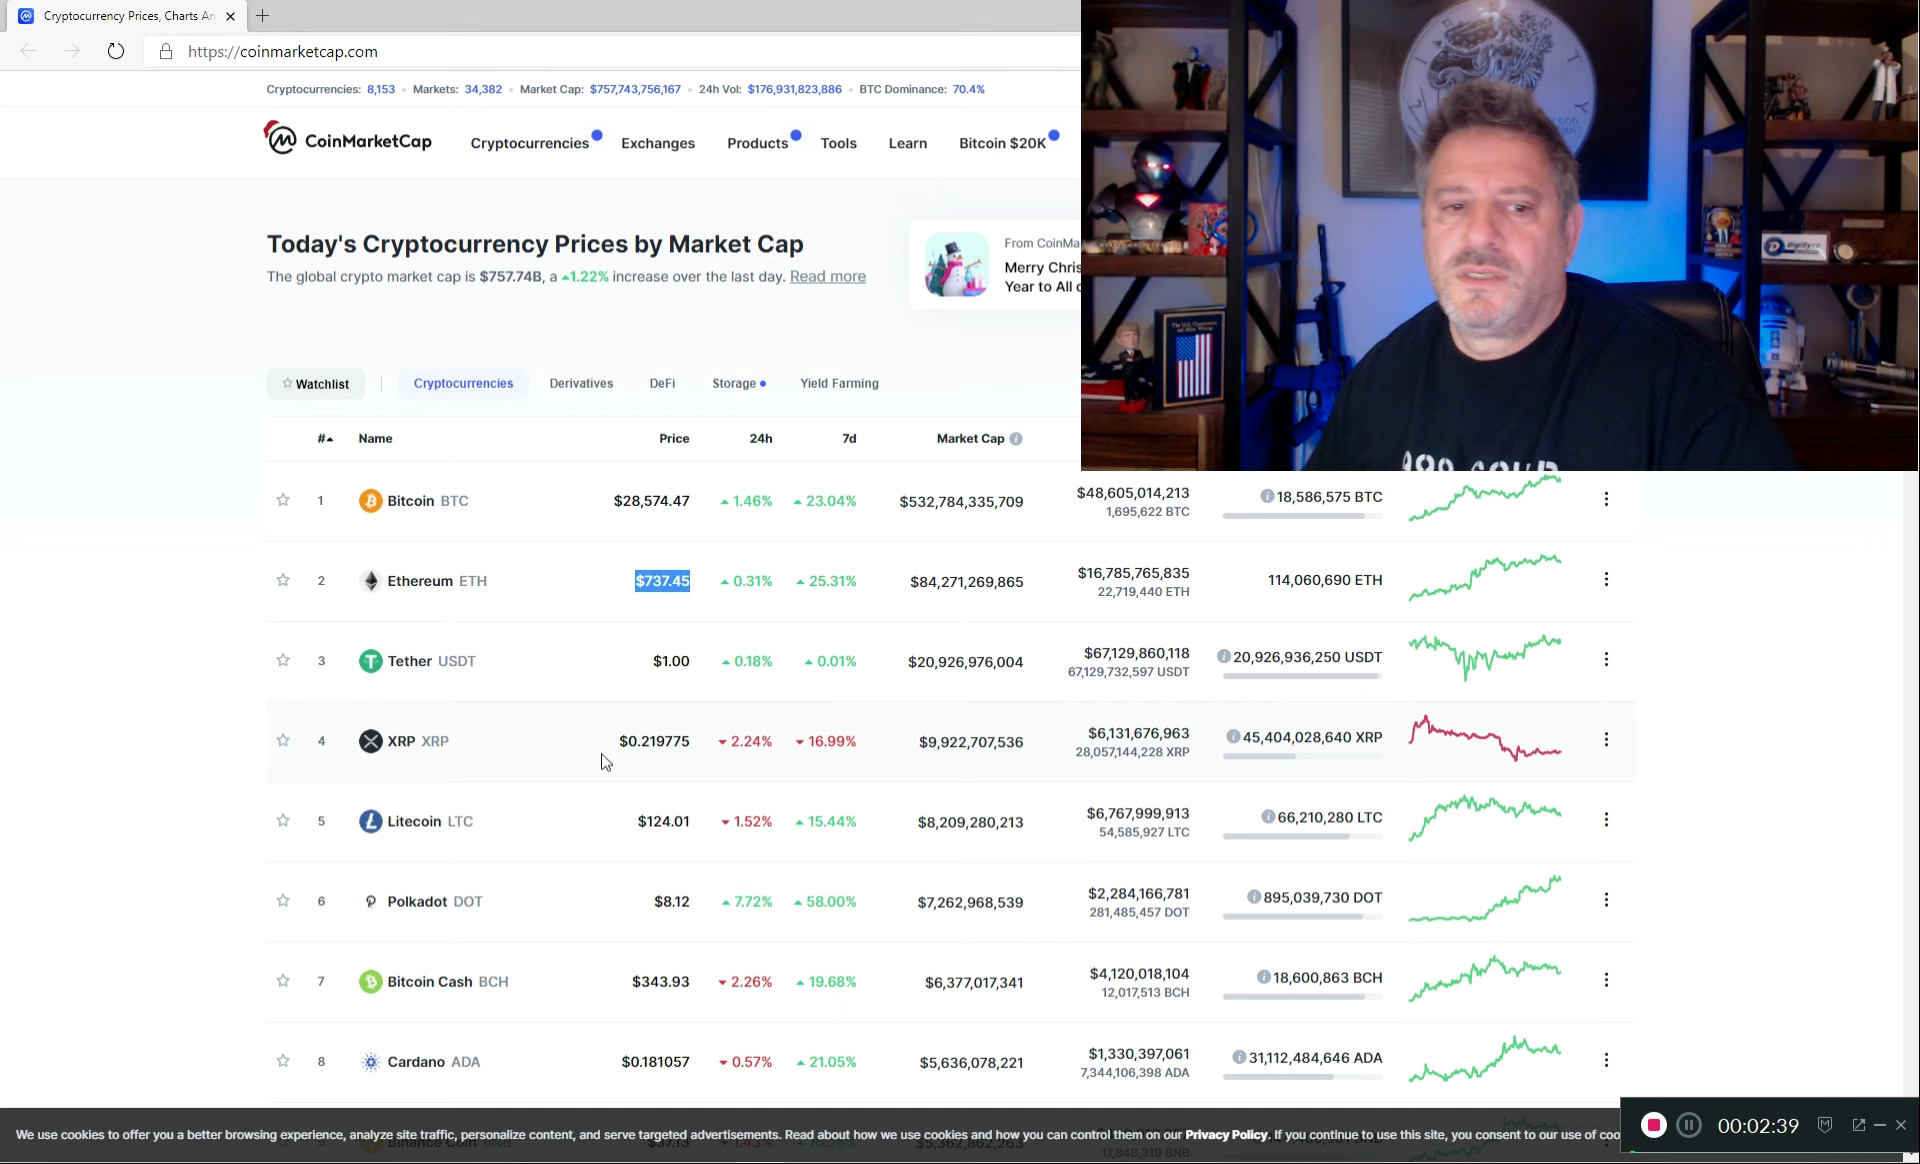 Cryptocurrency Prices, Charts An
https://coinmarketcap.com
Cryptocurrencies: 8,153 Markets: 34,382 Market Cap: $757,743,756,167 24h Vol: $176,931,823,886 BTC Dominance: 70.4%
CoinMarketCap Cryptocurrencies Exchanges Products Tools Learn Bitcoin $20K
Today's Cryptocurrency Prices by Market Cap
The global crypto market cap is $757.74B, a 1.22% increase over the last day. Read more
From CoinMa
Merry Chris
Year to All
Watchlist Cryptocurrencies Derivatives DeFi Storage Yield Farming
# Name Price 24h 7d Market Cap
1 Bitcoin BTC $28,574.47 1.46% 23.04% $532,784,335,709 $48,605,014,213 18,586,575 BTC
1,695,622 BTC
2 Ethereum ETH $737.45 0.31% 25.31% $84,271,269,865 $16,785,765,835 114,060,690 ETH
22,719,440 ETH
3 Tether USDT $1.00 0.18% 0.01% $20,926,976,004 $67,129,860,118 20,926,936,250 USDT
67,129,732,597 USDT
4 XRP XRP $0.219775 2.24% 16.99% $9,922,707,536 $6,131,676,963 45,404,028,640 XRP
28,057,144,228 XRP
5 Litecoin LTC $124.01 1.52% 15.44% $8,209,280,213 $6,767,999,913 66,210,280 LTC
54,585,927 LTC
6 Polkadot DOT $8.12 7.72% 58.00% $7,262,968,539 $2,284,166,781 895,039,730 DOT
281,485,457 DOT
7 Bitcoin Cash BCH $343.93 2.26% 19.68% $6,377,017,341 $4,120,018,104 18,600,863 BCH
12,017,513 BCH
8 Cardano ADA $0.181057 0.57% 21.05% $5,636,078,221 $1,330,397,061 31,112,484,646 ADA
7,344,106,398 ADA
We use cookies to offer you a better browsing experience, analyze site traffic, personalize content, and serve targeted advertisements. Read about how we use cookies and how you can control them on our Privacy Policy. If you continue to use this site, you consent to our use of coo
11,848,319 BNB
00:02:39